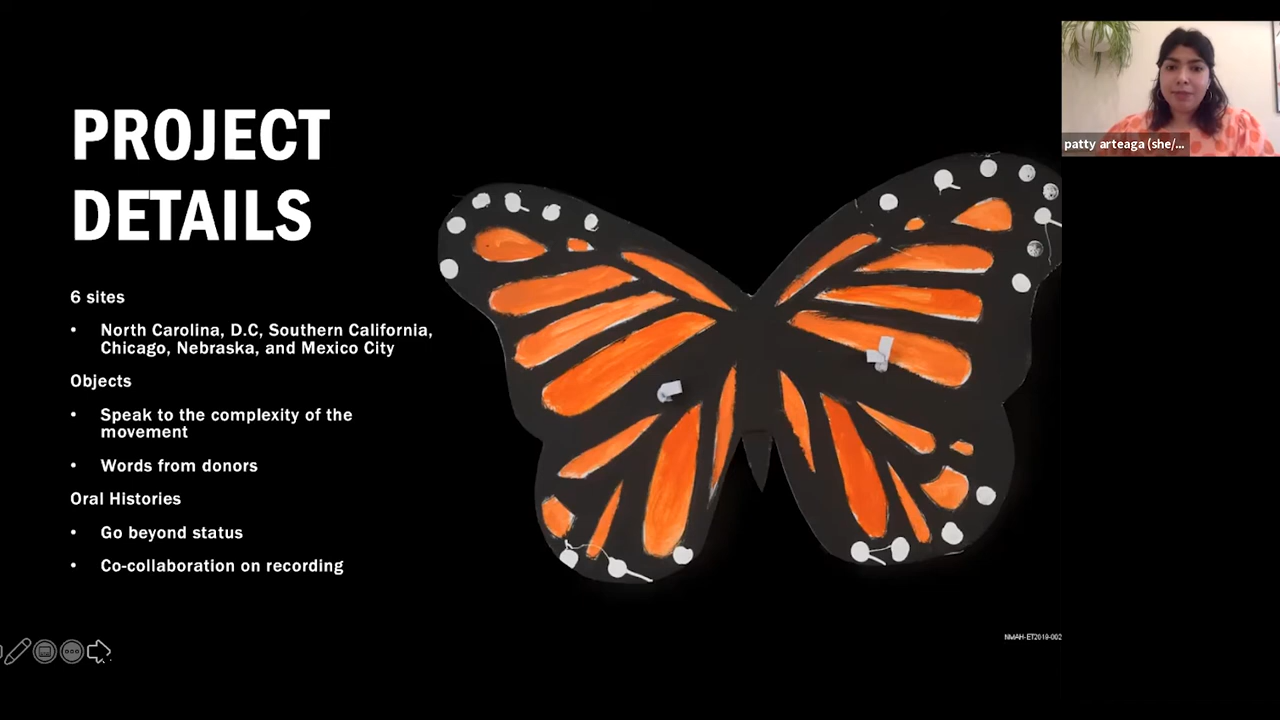 PROJECT
DETAILS
6 sites
• North Carolina, D.C, Southern California,
Chicago, Nebraska, and Mexico City
Objects
• Speak to the complexity of the
movement
• Words from donors
Oral Histories
• Go beyond status
• Co-collaboration on recording
patty arteaga (she/...
NMAH-ET2019-002